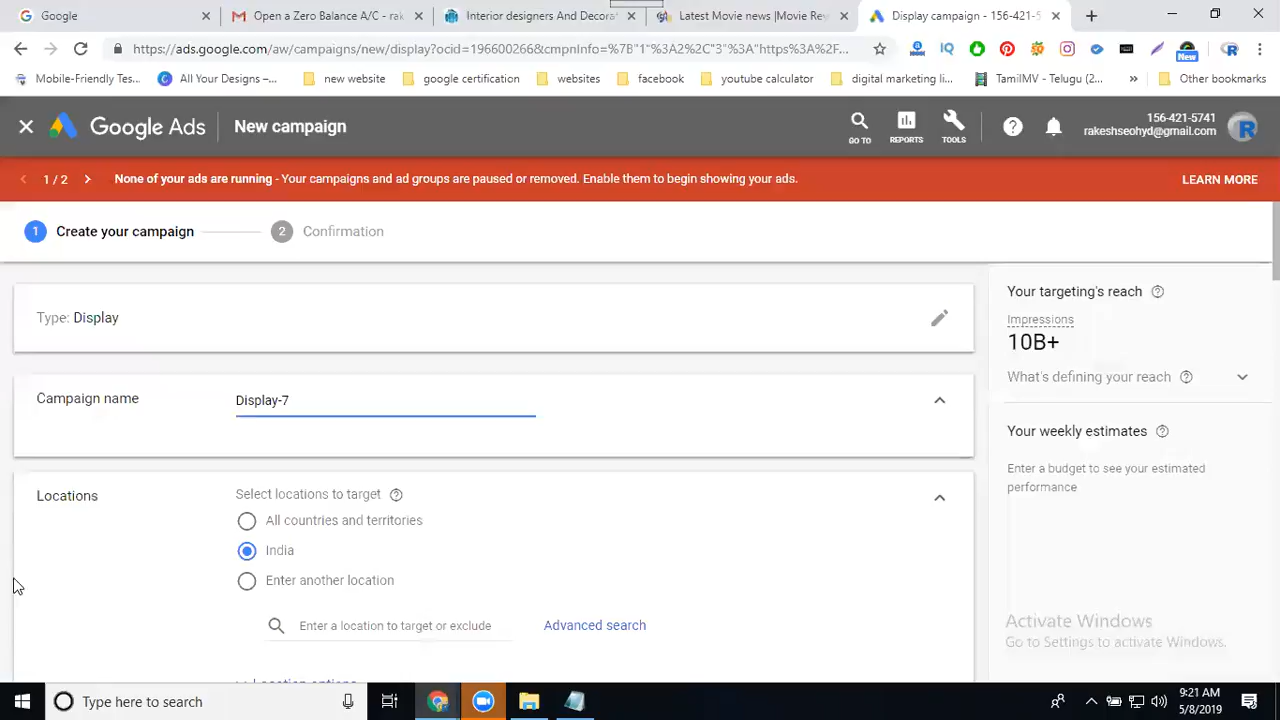 Google
Open a Zero Balance A/C - rak
Interior designers And Decorat
Latest Movie news |Movie Rev
Display campaign - 156-421-5
https://ads.google.com/aw/campaigns/new/display?ocid=196600266&cmpnInfo=%7B"1"%3A2%2C"3"%3A"https%3A%2F...
New
Mobile-Friendly Tes...
All Your Designs –...
new website
google certification
websites
facebook
youtube calculator
digital marketing li...
TamilMV - Telugu (2...
Other bookmarks
Google Ads
New campaign
GO TO
REPORTS
TOOLS
156-421-5741
rakeshseohyd@gmail.com
1 / 2
None of your ads are running - Your campaigns and ad groups are paused or removed. Enable them to begin showing your ads.
LEARN MORE
1 Create your campaign
2 Confirmation
Type: Display
Campaign name
Display-7
Locations
Select locations to target
All countries and territories
India
Enter another location
Enter a location to target or exclude
Advanced search
Location options
Your targeting's reach
Impressions
10B+
What's defining your reach
Your weekly estimates
Enter a budget to see your estimated
performance
Activate Windows
Go to Settings to activate Windows.
Type here to search
9:21 AM
5/8/2019